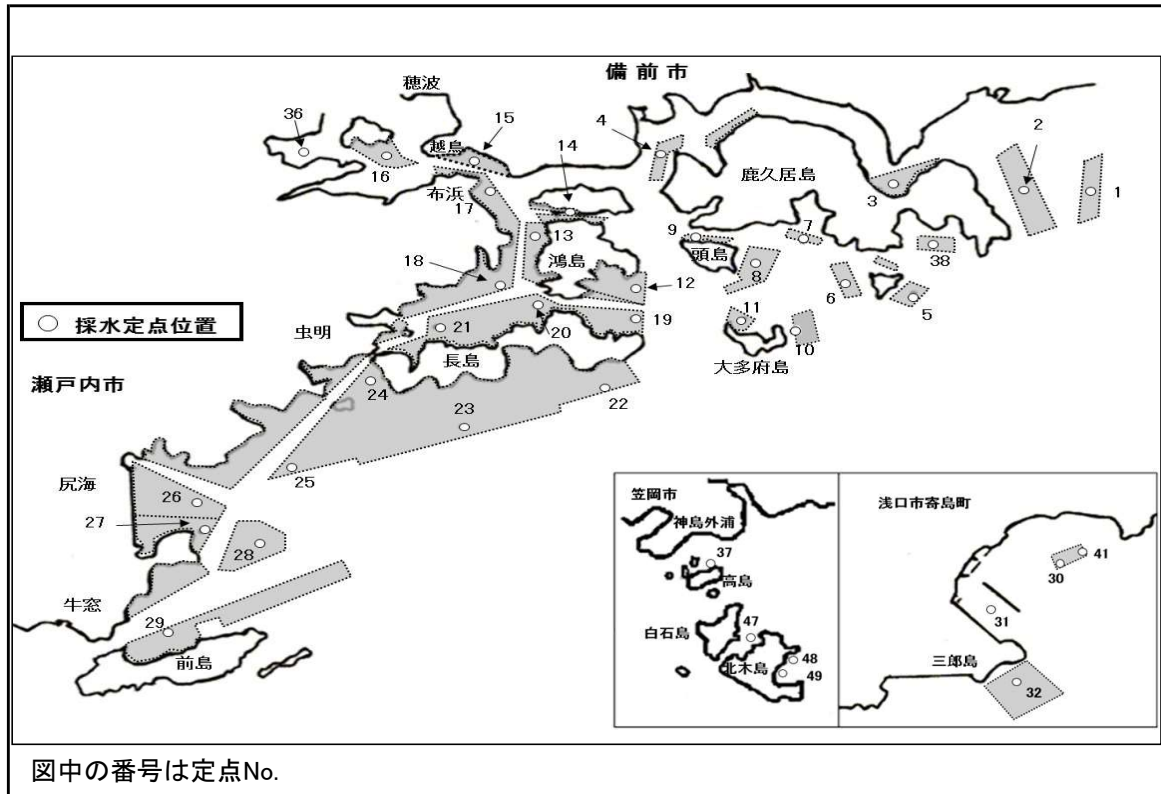 備前市
穂波
36
15
4
2
越島
14
16
鹿久居島
3
1
布浜
17
9
7
13
頭島
38
鴻島
8
18
12
6
5
○ 採水定点位置
11
19
21
20
虫明
10
長島
大多府島
瀬戸内市
24
22
23
25
尻海
26
27
28
牛窓
29
前島
笠岡市
神島外浦
37
高島
47
白石島
48
北木島
49
浅口市寄島町
41
30
31
三郎島
32
図中の番号は定点No.